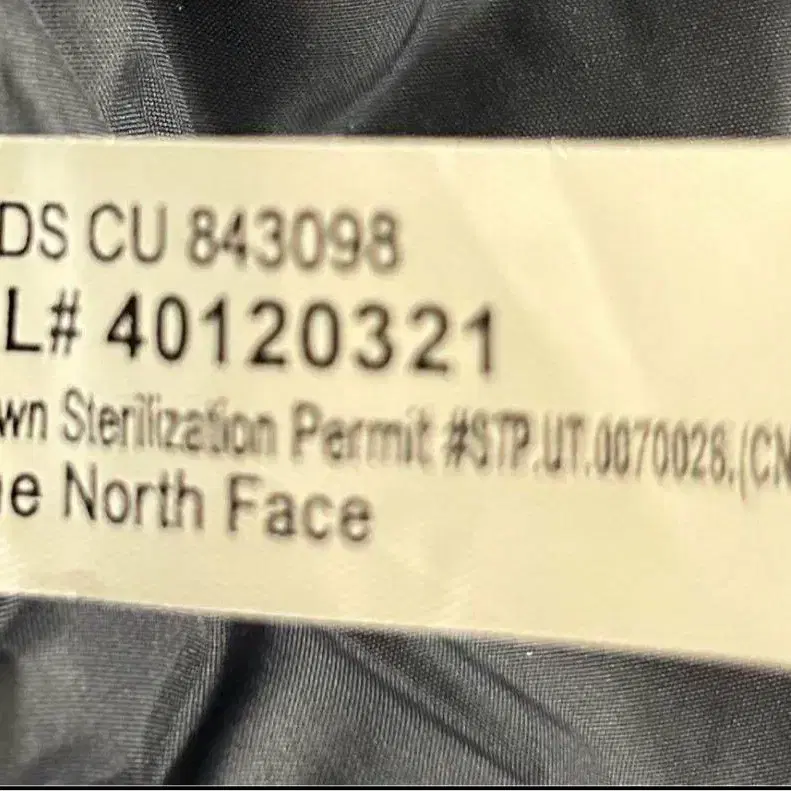 DS CU 843098
L# 40120321
wn Sterilization Permit #STP.UT.0070026.(CN
e North Face